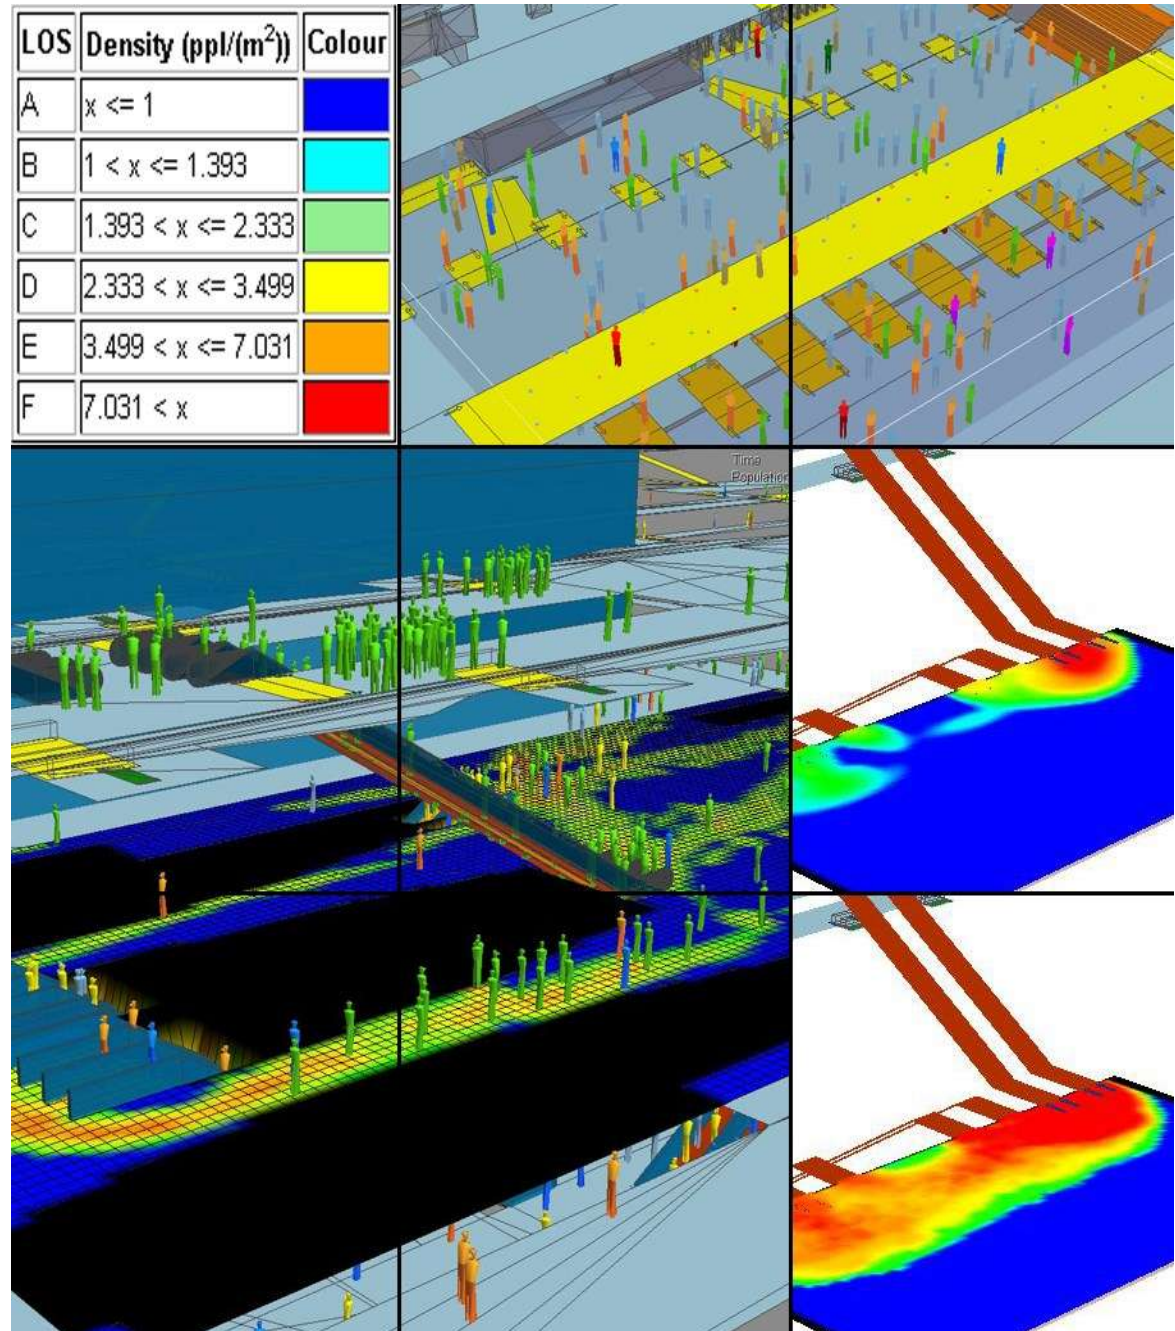 LOS Density (ppl/(m²)) Colour
A x <= 1
B 1 < x <= 1.393
C 1.393 < x <= 2.333
D 2.333 < x <= 3.499
E 3.499 < x <= 7.031
F 7.031 < x
Time
Population